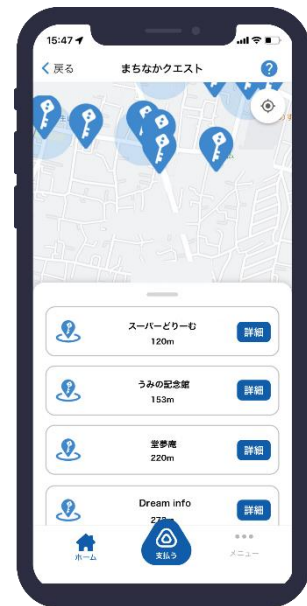 15:47
戻る
まちなかクエスト
?
スーパーどりーむ
120m
詳細
うみの記念館
153m
詳細
堂夢庵
220m
詳細
Dream info
詳細
ホーム
支払う
メニュー